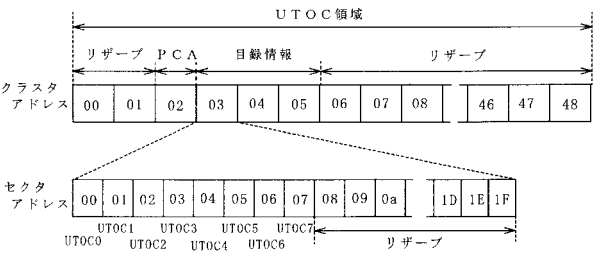 UTOC領域
リザーブ PCA 目録情報 リザーブ
クラスタ
アドレス 00 01 02 03 04 05 06 07 08 46 47 48
セクタ
アドレス 00 01 02 03 04 05 06 07 08 09 0a 1D 1E 1F
UTOC1 UTOC3 UTOC5 UTOC7
UTOC0 UTOC2 UTOC4 UTOC6 リザーブ